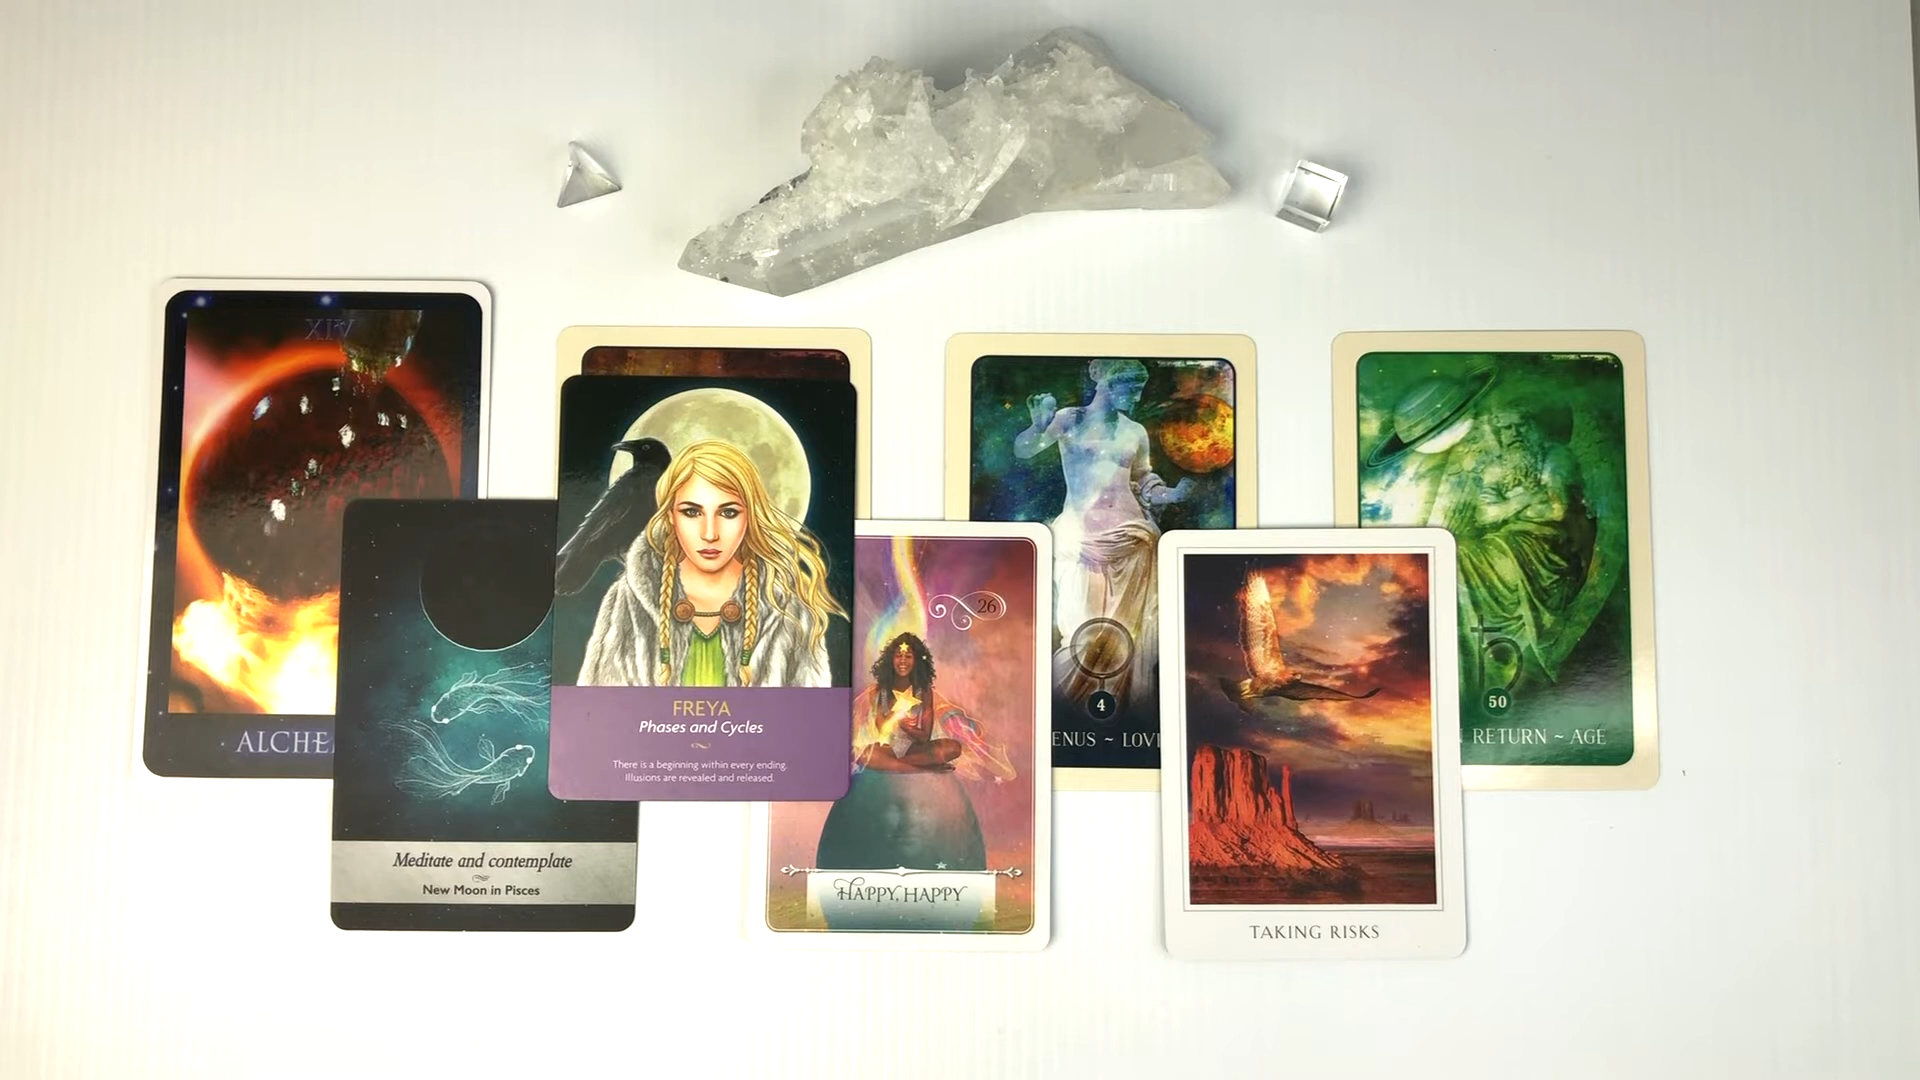 XIV
ALCHE
Meditate and contemplate
New Moon in Pisces
FREYA
Phases and Cycles
There is a beginning within every ending.
Illusions are revealed and released.
26
HAPPY, HAPPY
4
ENUS ~ LOV
TAKING RISKS
50
RETURN ~ AGE